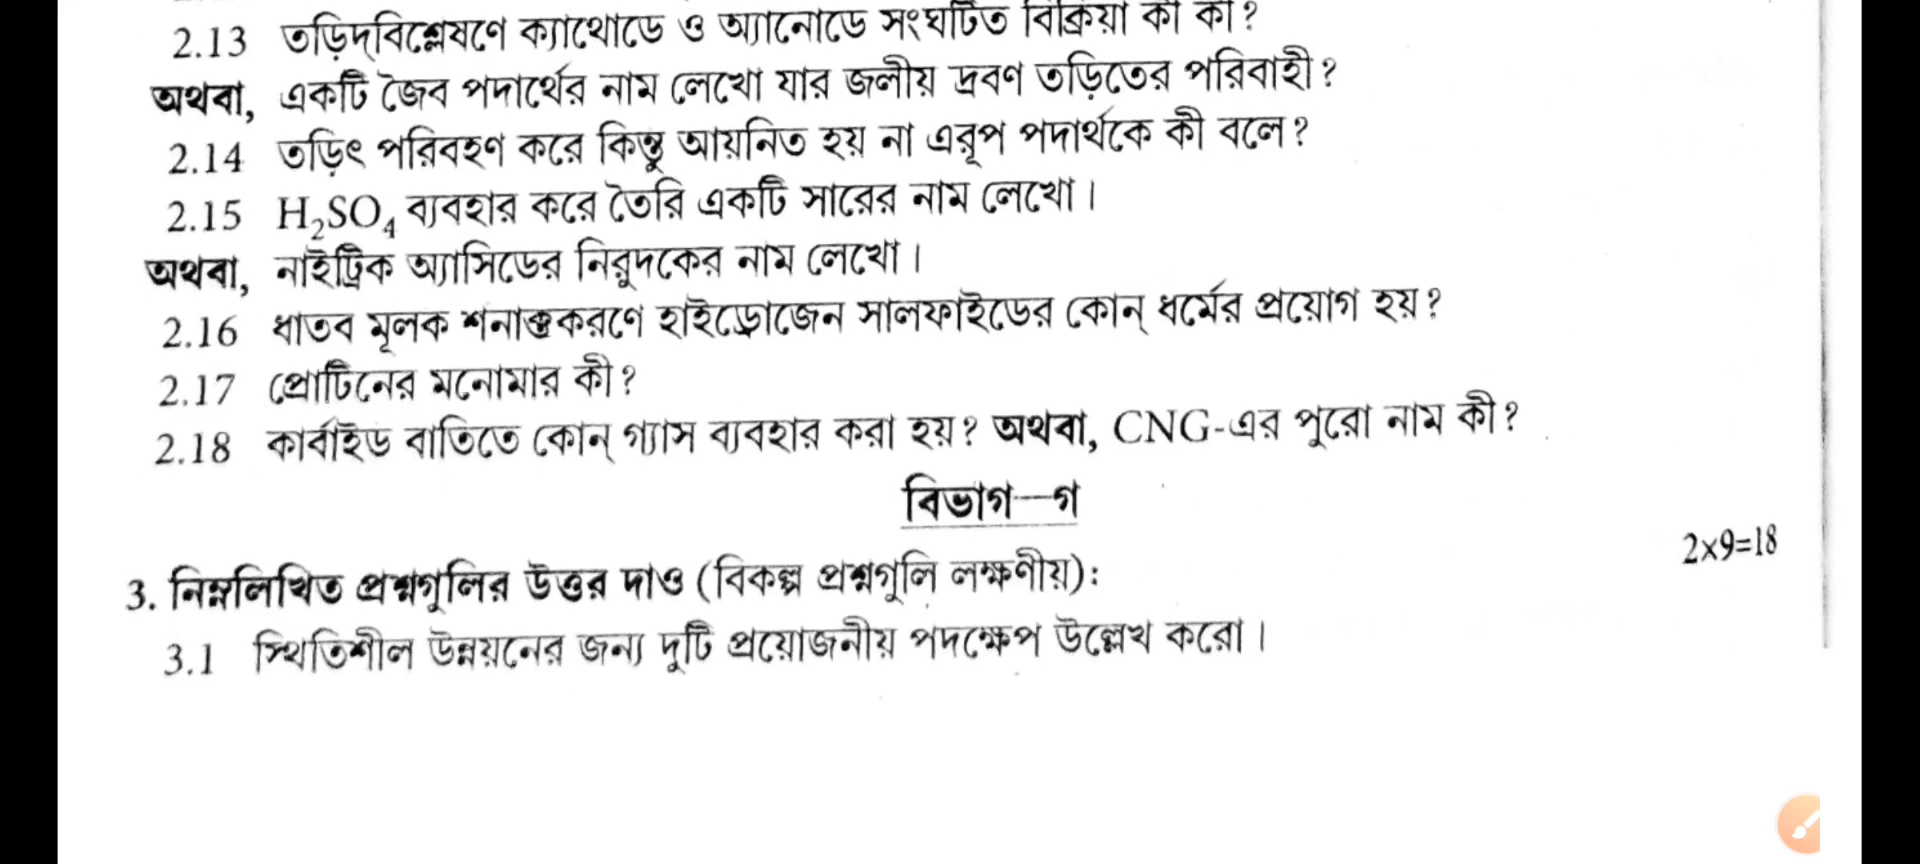 2.13 তড়িদ্‌বিশ্লেষণে ক্যাথোডে ও অ্যানোডে সংঘটিত বিক্রিয়া কী কী?
অথবা, একটি জৈব পদার্থের নাম লেখো যার জলীয় দ্রবণ তড়িতের পরিবাহী?
2.14 তড়িৎ পরিবহণ করে কিন্তু আয়নিত হয় না এরূপ পদার্থকে কী বলে?
2.15 H₂SO₄ ব্যবহার করে তৈরি একটি সারের নাম লেখো।
অথবা, নাইট্রিক অ্যাসিডের নিরুদকের নাম লেখো।
2.16 ধাতব মূলক শনাক্তকরণে হাইড্রোজেন সালফাইডের কোন্ ধর্মের প্রয়োগ হয়?
2.17 প্রোটিনের মনোমার কী?
2.18 কার্বাইড বাতিতে কোন্ গ্যাস ব্যবহার করা হয়? অথবা, CNG-এর পুরো নাম কী?
বিভাগ—গ
3. নিম্নলিখিত প্রশ্নগুলির উত্তর দাও (বিকল্প প্রশ্নগুলি লক্ষণীয়): 2×9=18
3.1 স্থিতিশীল উন্নয়নের জন্য দুটি প্রয়োজনীয় পদক্ষেপ উল্লেখ করো।